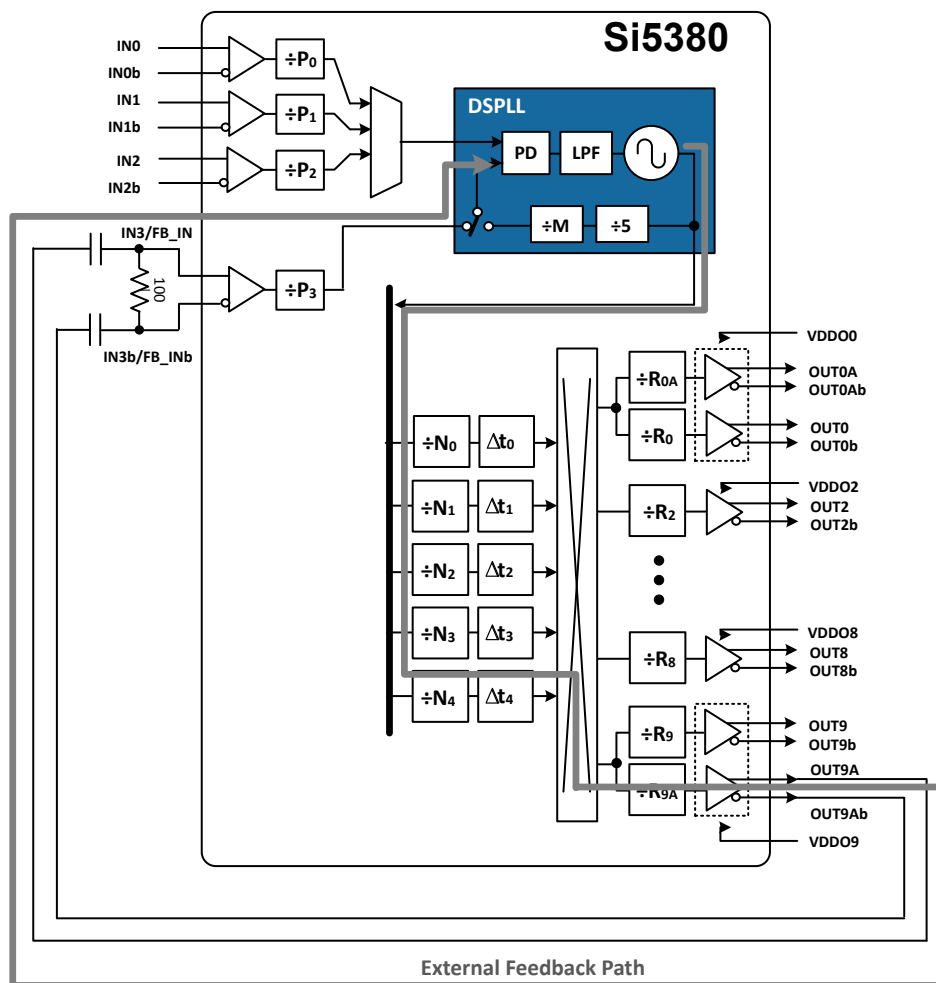 Si5380
IN0
IN0b
÷P0
IN1
IN1b
÷P1
IN2
IN2b
÷P2
DSPLL
PD
LPF
÷M
÷5
IN3/FB_IN
100
÷P3
IN3b/FB_INb
VDDO0
÷R0A
OUT0A
OUT0Ab
÷R0
OUT0
OUT0b
÷N0
Δt0
VDDO2
÷R2
OUT2
OUT2b
÷N1
Δt1
÷N2
Δt2
÷N3
Δt3
VDDO8
÷R8
OUT8
OUT8b
÷N4
Δt4
÷R9
OUT9
OUT9b
÷R9A
OUT9A
OUT9Ab
VDDO9
External Feedback Path